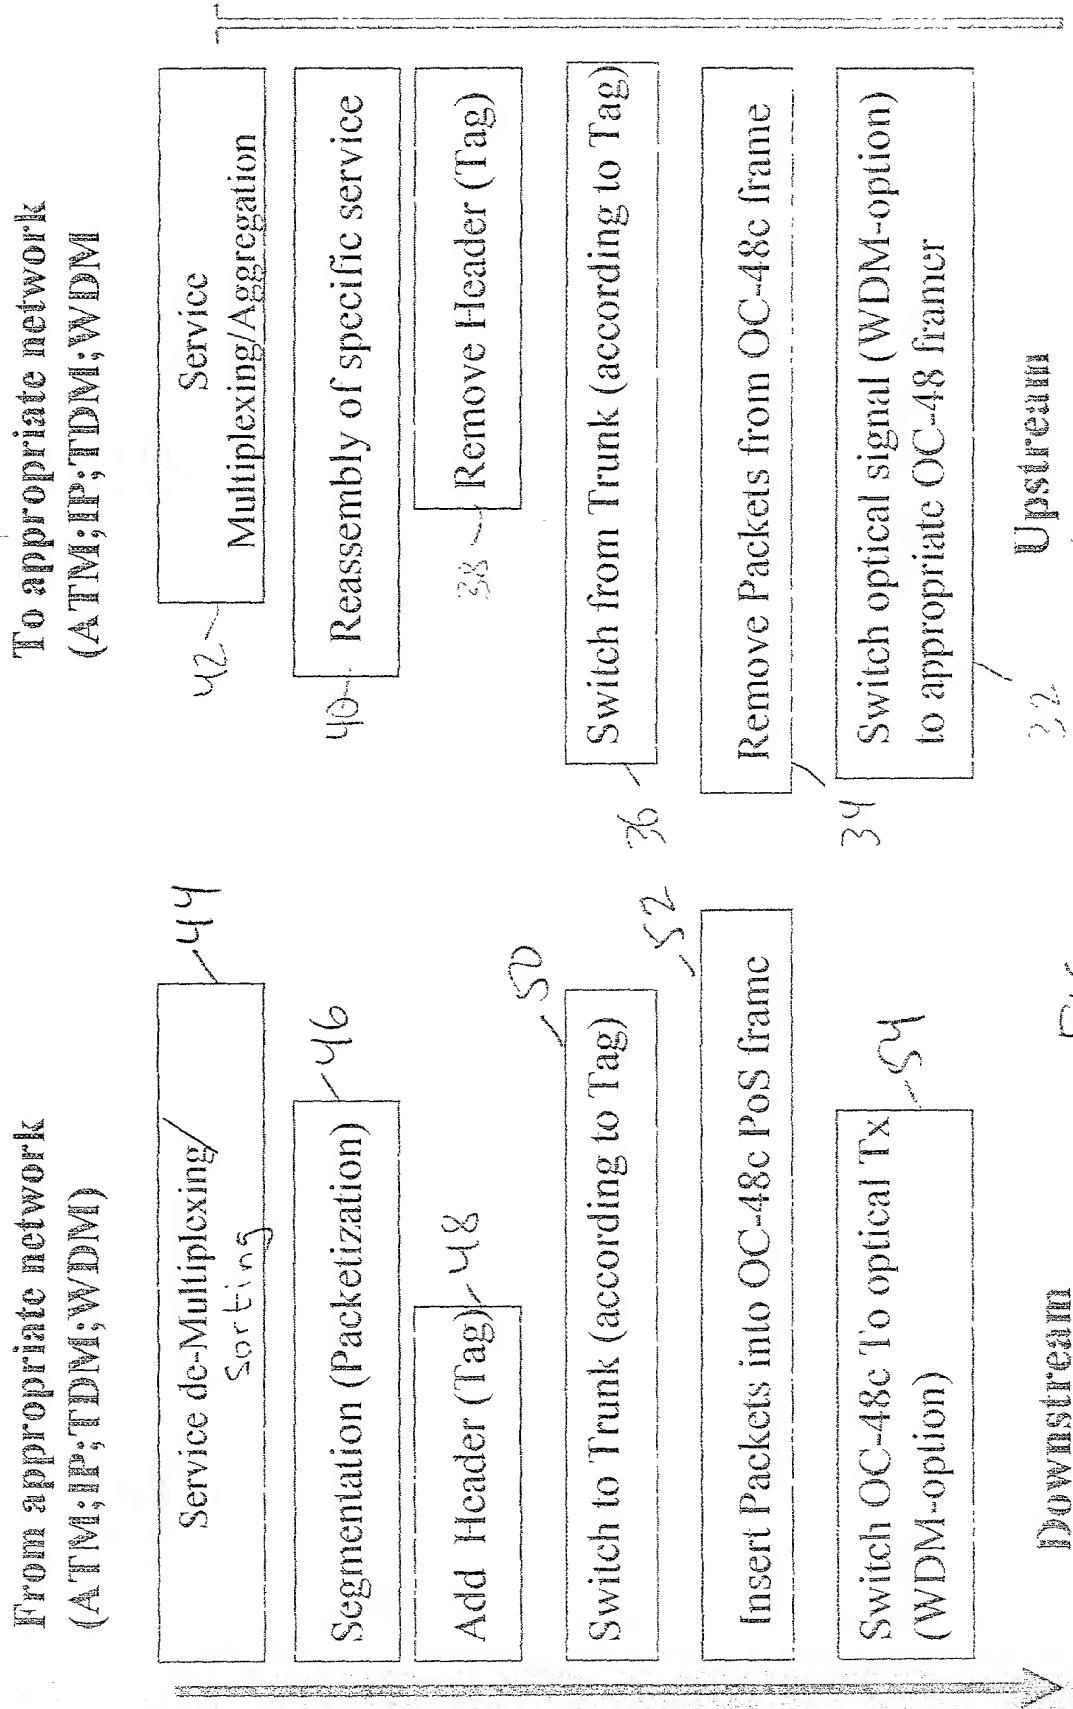 From appropriate network
(ATM;IP;TDM;WDM)
Service de-Multiplexing/
Sorting
44
Segmentation (Packetization)
46
Add Header (Tag)
48
Switch to Trunk (according to Tag)
50
Insert Packets into OC-48c PoS frame
52
Switch OC-48c To optical Tx
(WDM-option)
54
Downstream
To appropriate network
(ATM;IP;TDM;WDM
Service
Multiplexing/Aggregation
42
Reassembly of specific service
40
Remove Header (Tag)
38
Switch from Trunk (according to Tag)
36
Remove Packets from OC-48c frame
34
Switch optical signal (WDM-option)
to appropriate OC-48 framer
32
Upstream